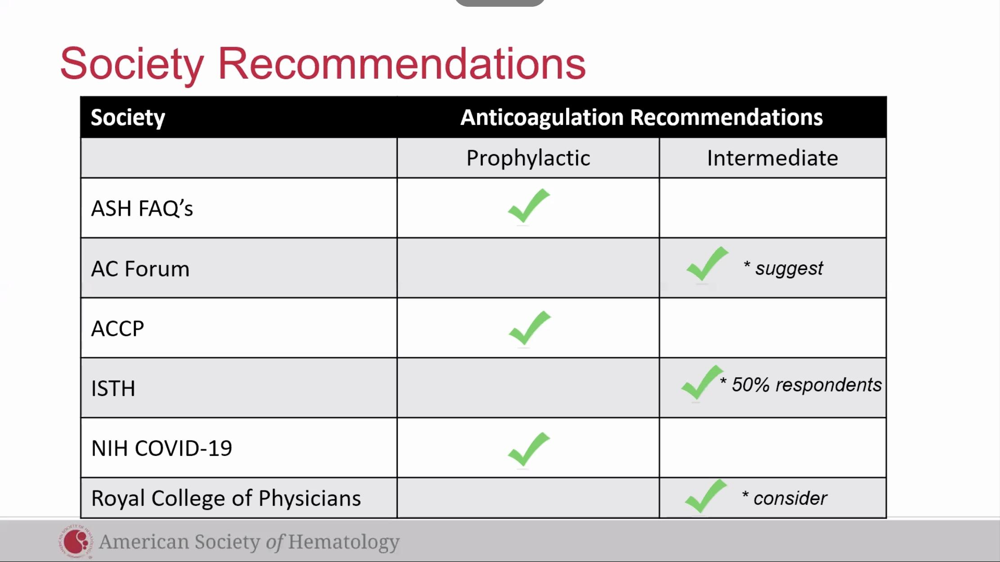 Society Recommendations
Society Anticoagulation Recommendations
Prophylactic Intermediate
ASH FAQ’s
AC Forum * suggest
ACCP
ISTH * 50% respondents
NIH COVID-19
Royal College of Physicians * consider
American Society of Hematology